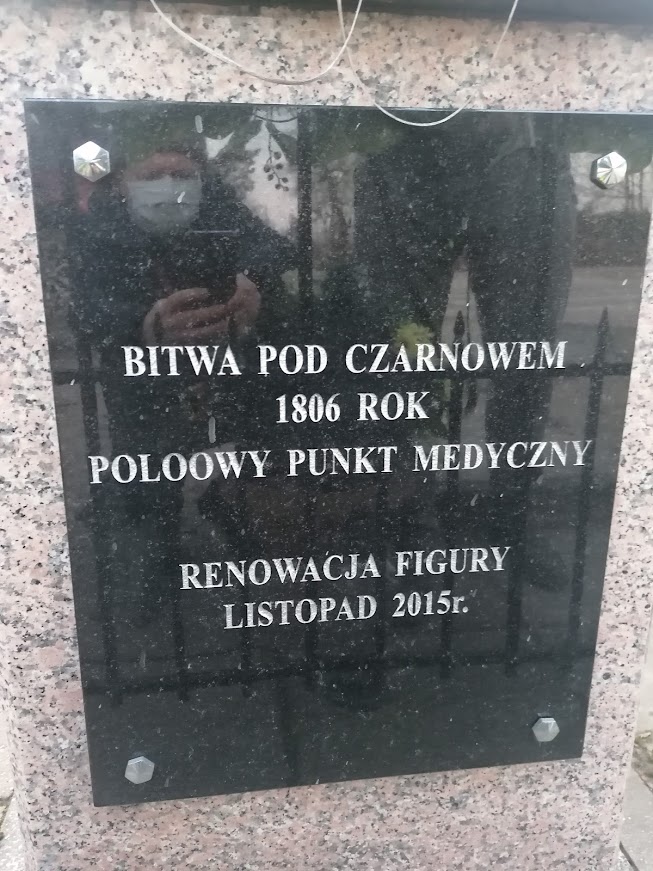 BITWA POD CZARNOWEM
1806 ROK
POLOOWY PUNKT MEDYCZNY
RENOWACJA FIGURY
LISTOPAD 2015r.